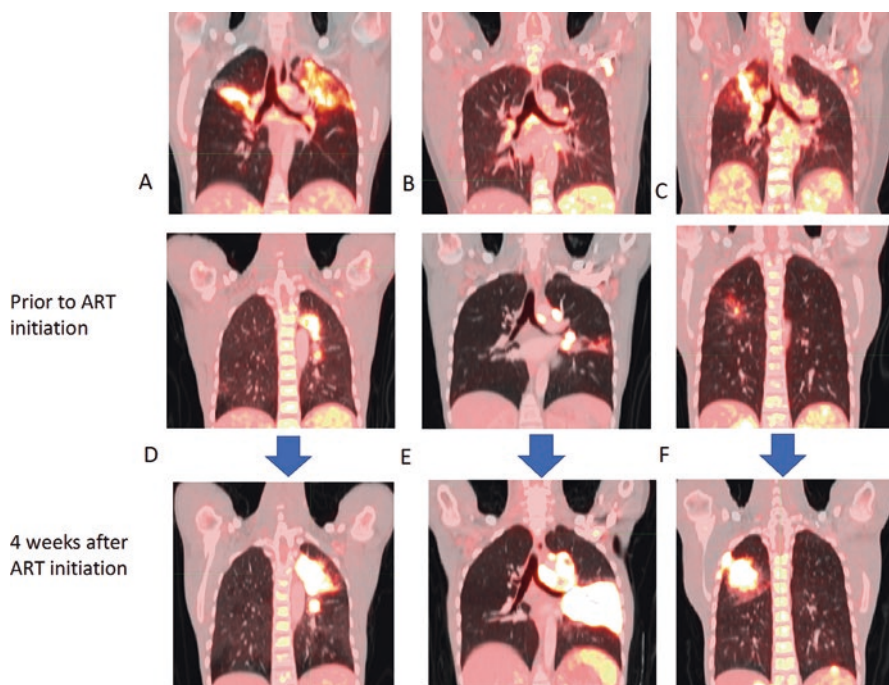 A
B
C
Prior to ART
initiation
D
E
F
4 weeks after
ART initiation